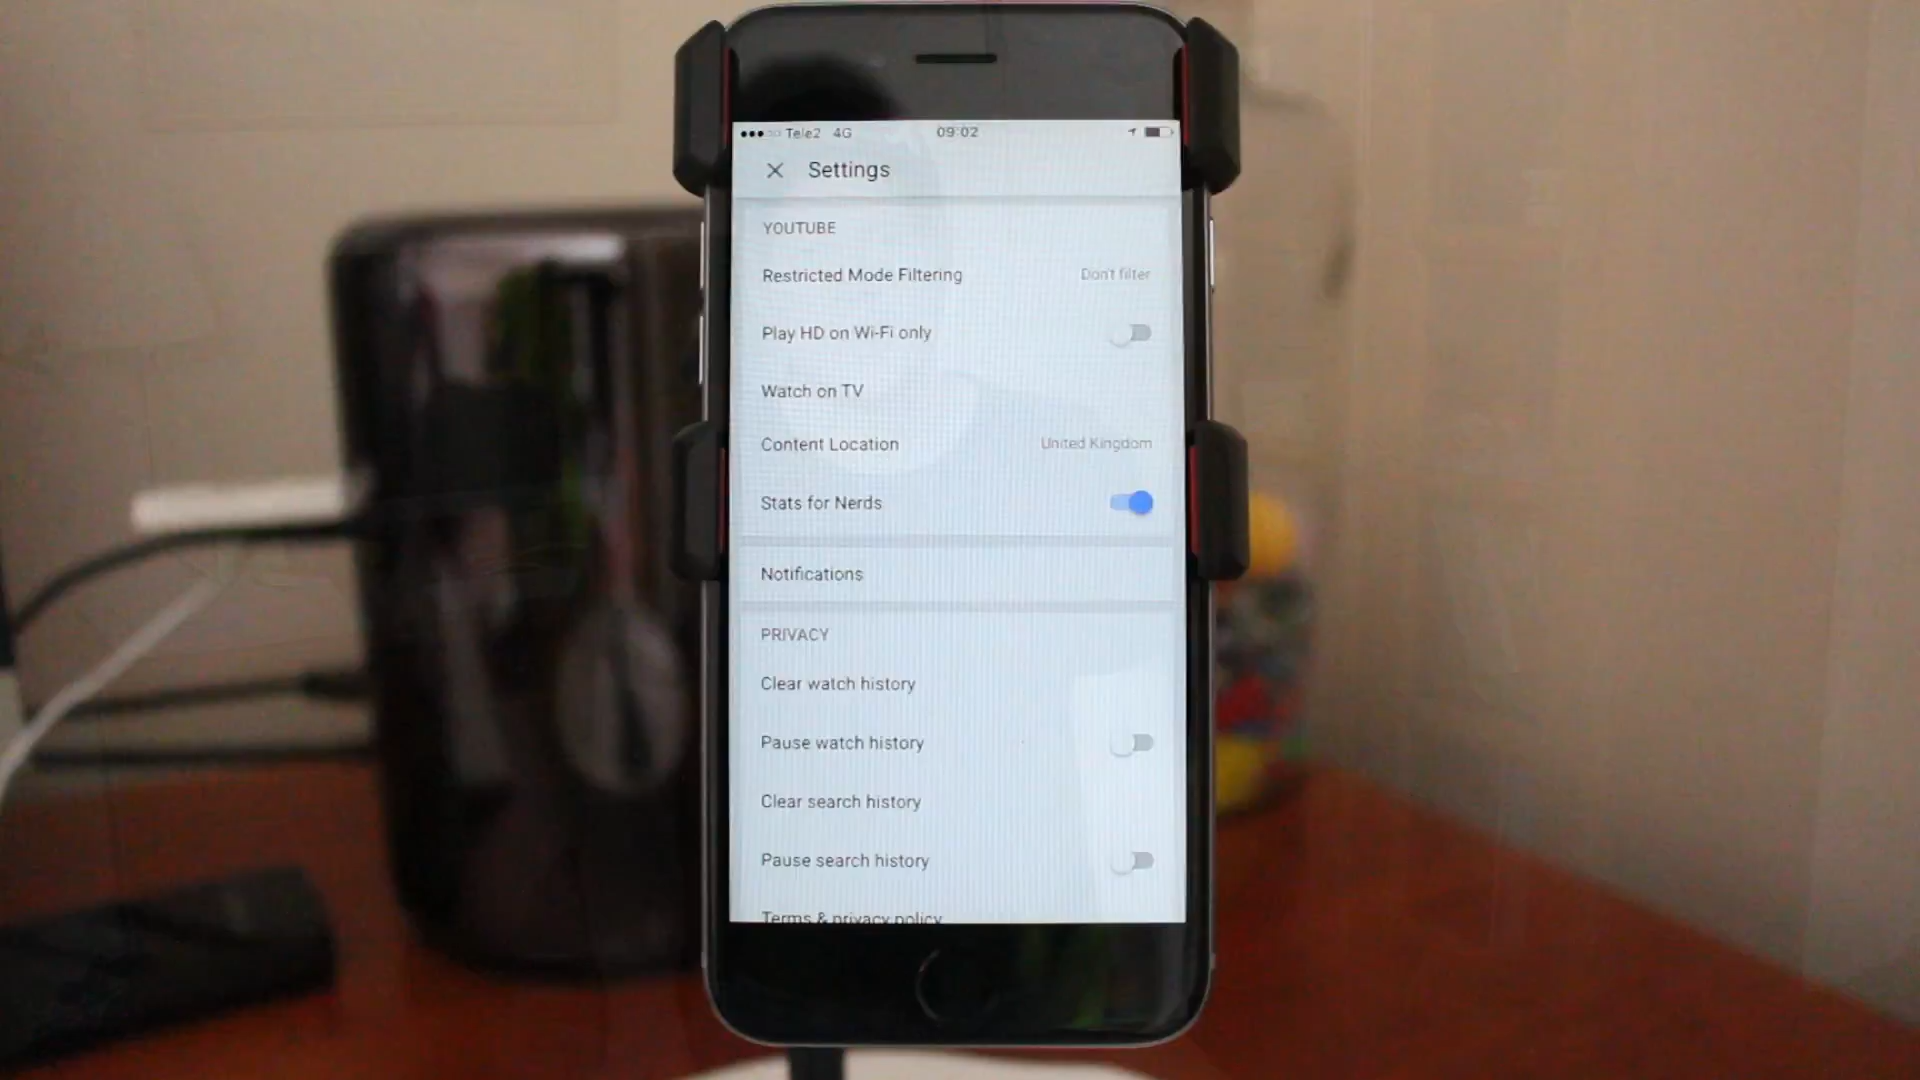 Tele2 4G 09:02
Settings
YOUTUBE
Restricted Mode Filtering Don't filter
Play HD on Wi-Fi only
Watch on TV
Content Location United Kingdom
Stats for Nerds
Notifications
PRIVACY
Clear watch history
Pause watch history
Clear search history
Pause search history
Terms & privacy policy